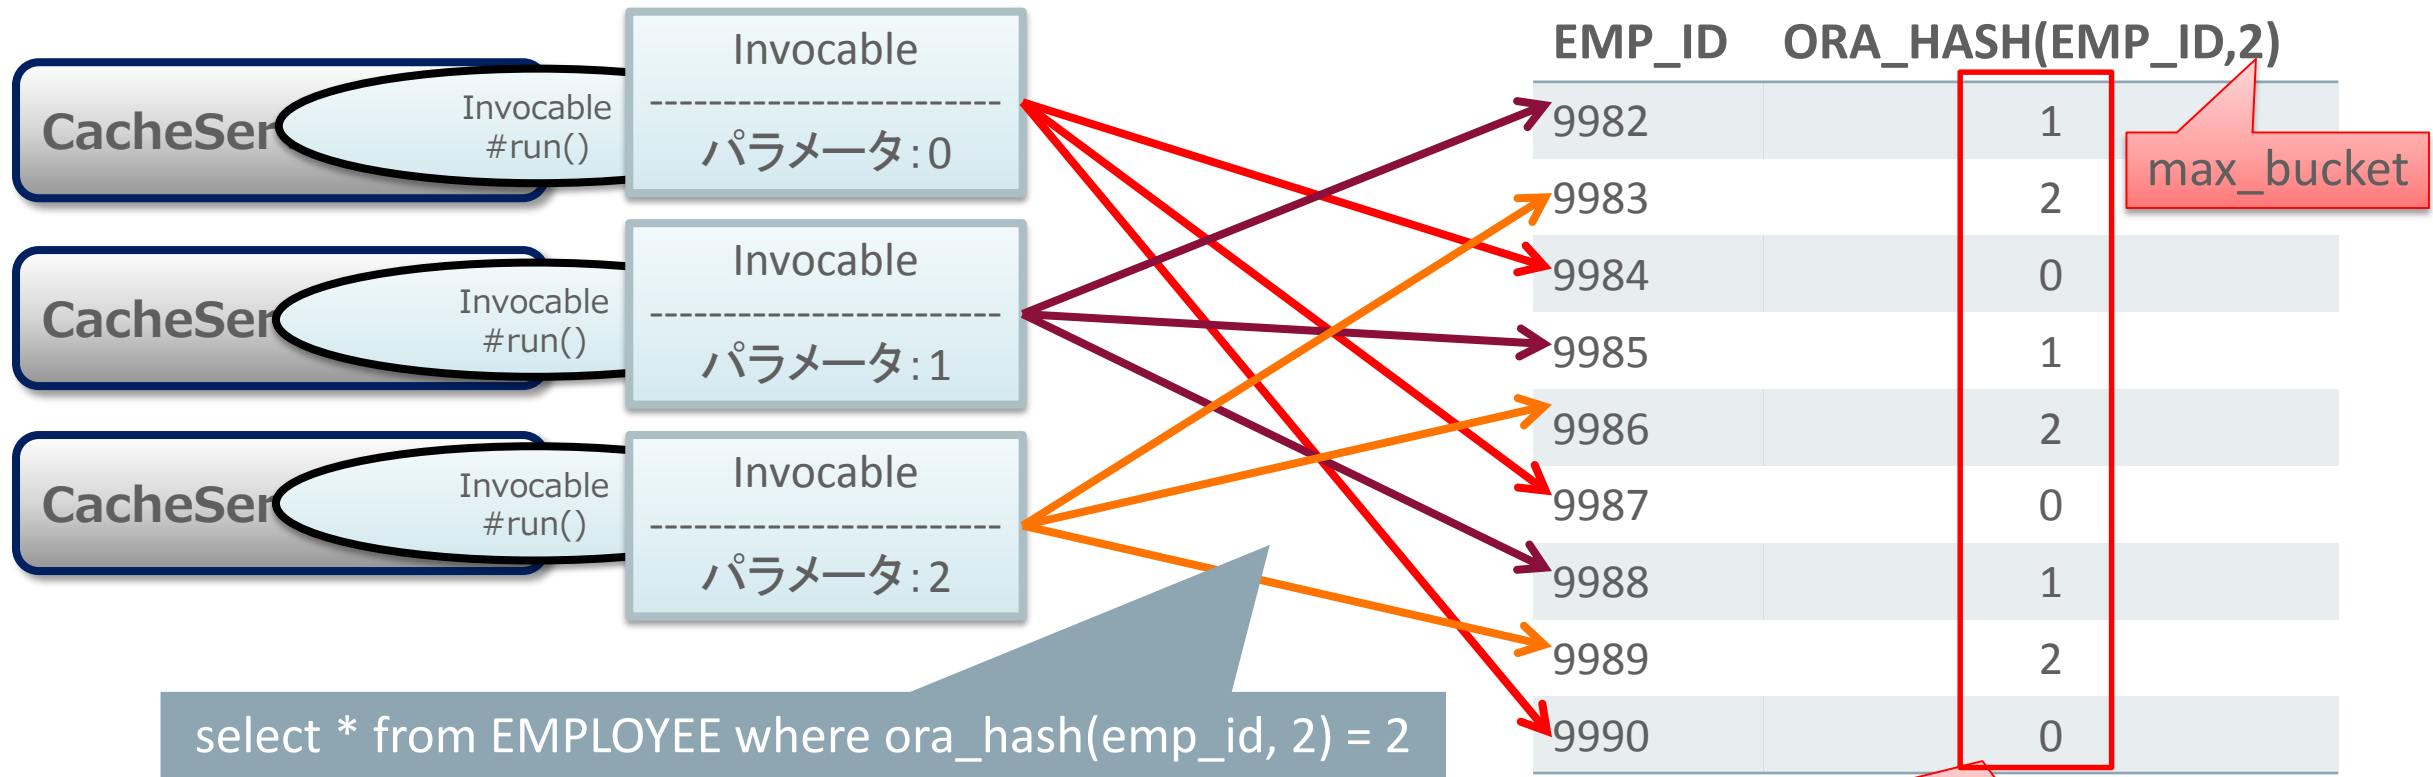 CacheSer
Invocable
#run()
Invocable
パラメータ:0
CacheSer
Invocable
#run()
Invocable
パラメータ:1
CacheSer
Invocable
#run()
Invocable
パラメータ:2
select * from EMPLOYEE where ora_hash(emp_id, 2) = 2
EMP_ID ORA_HASH(EMP_ID,2)
9982 1
9983 2
9984 0
9985 1
9986 2
9987 0
9988 1
9989 2
9990 0
max_bucket